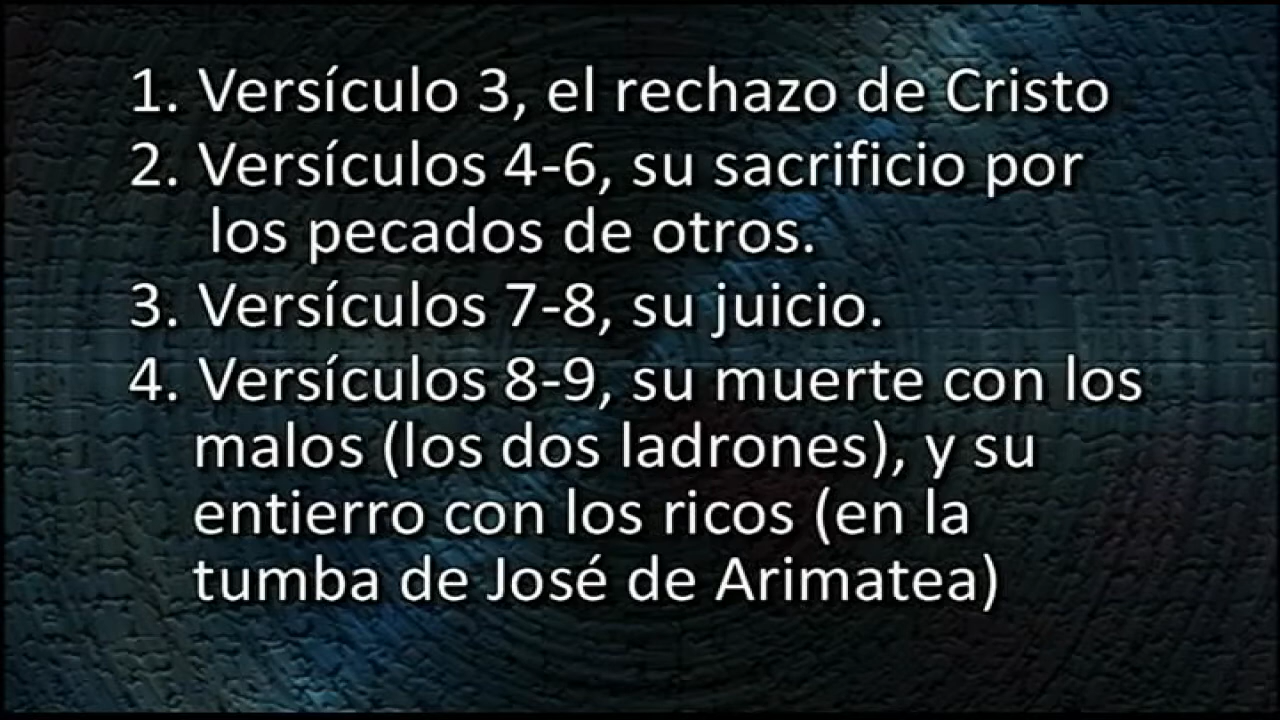 1. Versículo 3, el rechazo de Cristo
2. Versículos 4-6, su sacrificio por
los pecados de otros.
3. Versículos 7-8, su juicio.
4. Versículos 8-9, su muerte con los
malos (los dos ladrones), y su
entierro con los ricos (en la
tumba de José de Arimatea)